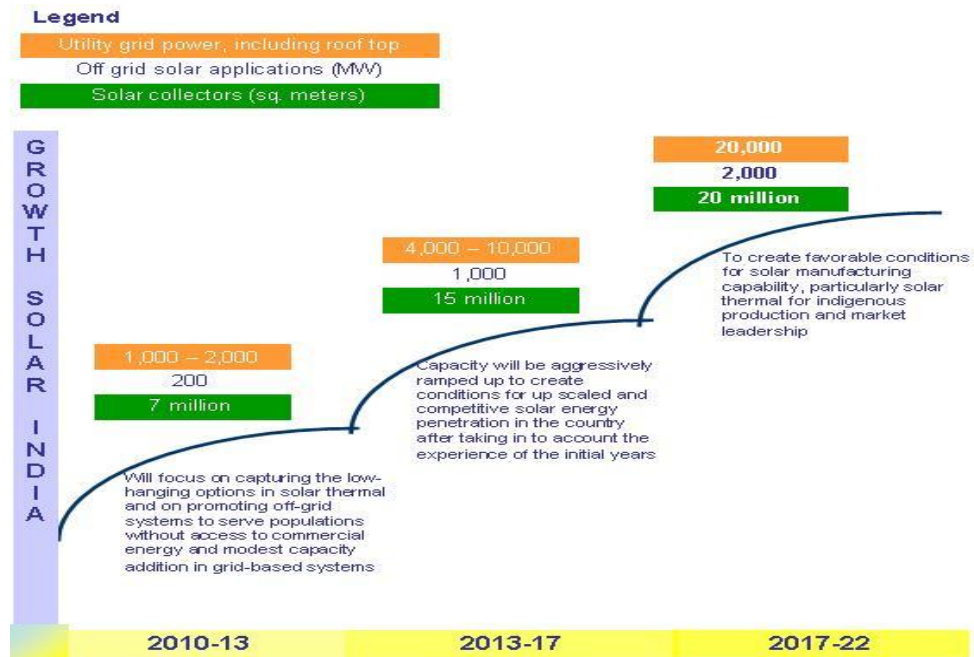 Legend
Utility grid power, including roof top
Off grid solar applications (MW)
Solar collectors (sq. meters)
GROWTH SOLAR INDIA
1,000 – 2,000
200
7 million
Will focus on capturing the low-
hanging options in solar thermal
and on promoting off-grid
systems to serve populations
without access to commercial
energy and modest capacity
addition in grid-based systems
4,000 – 10,000
1,000
15 million
Capacity will be aggressively
ramped up to create
conditions for up scaled and
competitive solar energy
penetration in the country
after taking in to account the
experience of the initial years
20,000
2,000
20 million
To create favorable conditions
for solar manufacturing
capability, particularly solar
thermal for indigenous
production and market
leadership
2010-13
2013-17
2017-22